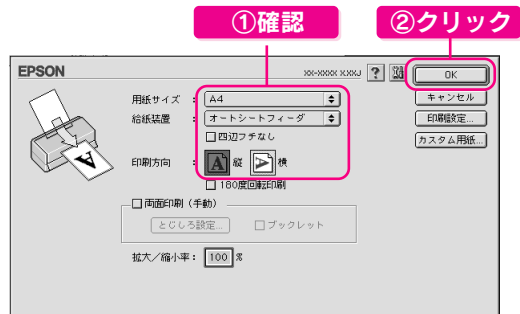 ①確認
②クリック
EPSON
XX-XXXX X.XXJ
?
OK
用紙サイズ : A4
キャンセル
給紙装置 : オートシートフィーダ
印刷設定...
四辺フチなし
カスタム用紙...
印刷方向 : A 縦 A 横
180度回転印刷
両面印刷(手動)
とじしろ設定...
ブックレット
拡大/縮小率: 100 %